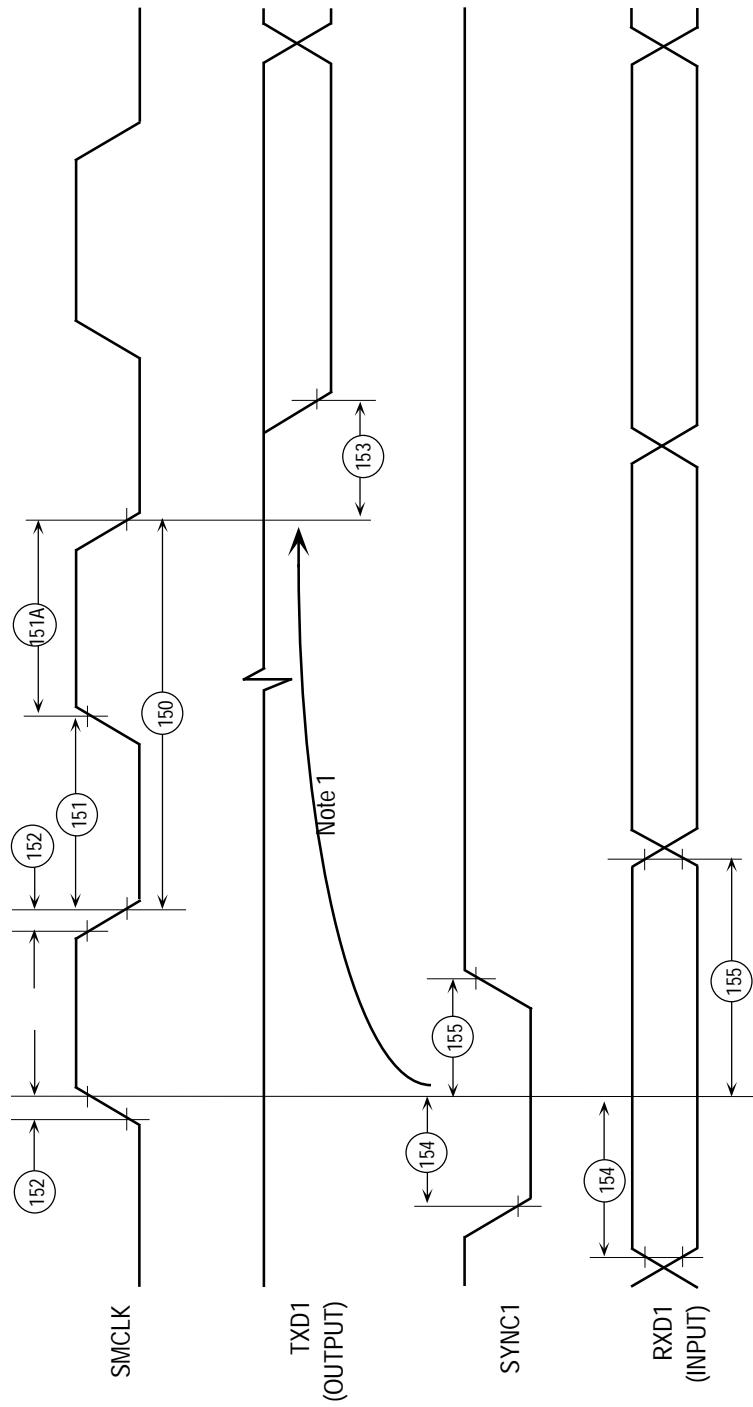 152
152
151A
151
SMCLK
150
TXD1
(OUTPUT)
Note 1
153
154
155
SYNC1
154
RXD1
(INPUT)
155